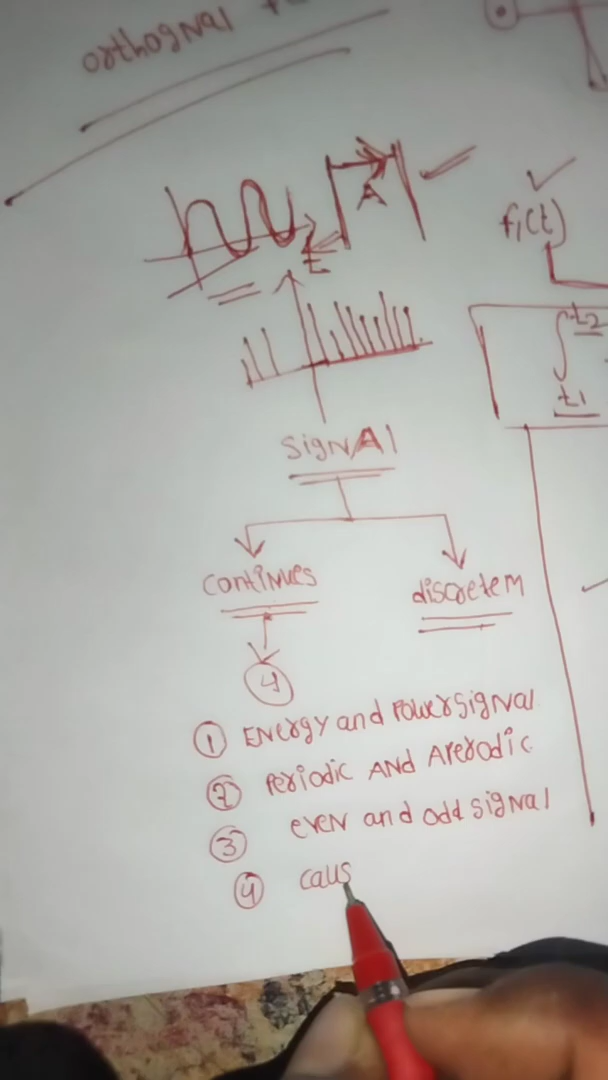 orthognal
A
t
f₁(t)
∫ t2
t1
SignAl
Continues
discretem
4
① ENergy and PowerSigNal
② Periodic AND Aperodic
③ eveN and odd SigNal
④ caus